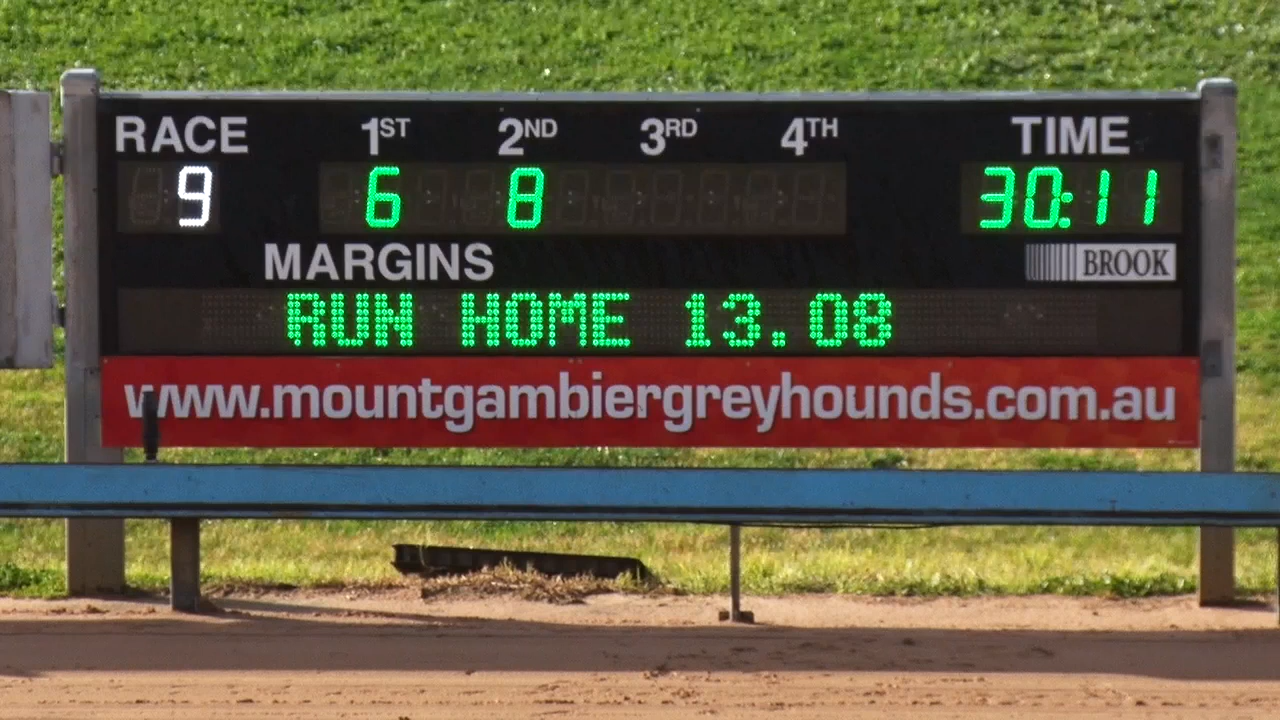 RACE 1ST 2ND 3RD 4TH TIME
9 6 8 30:11
MARGINS BROOK
RUN HOME 13.08
www.mountgambiergreyhounds.com.au